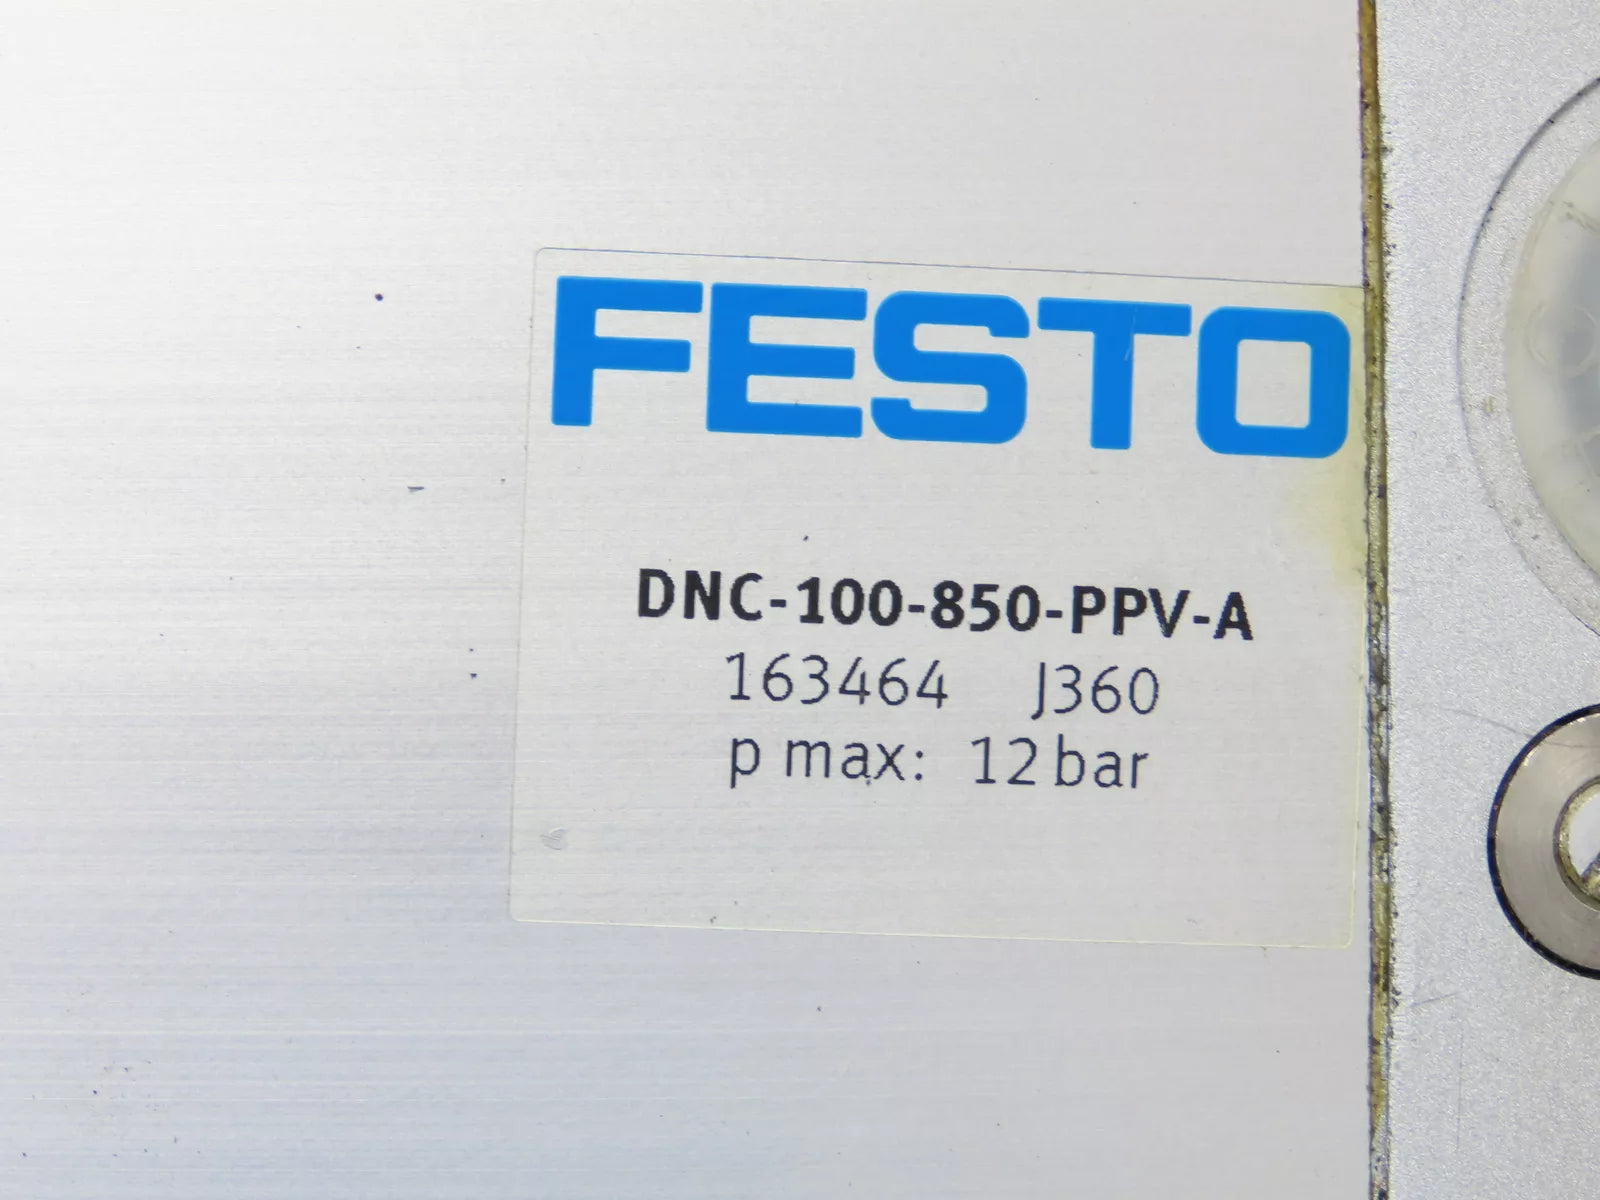 FESTO
DNC-100-850-PPV-A
163464 J360
p max: 12 bar